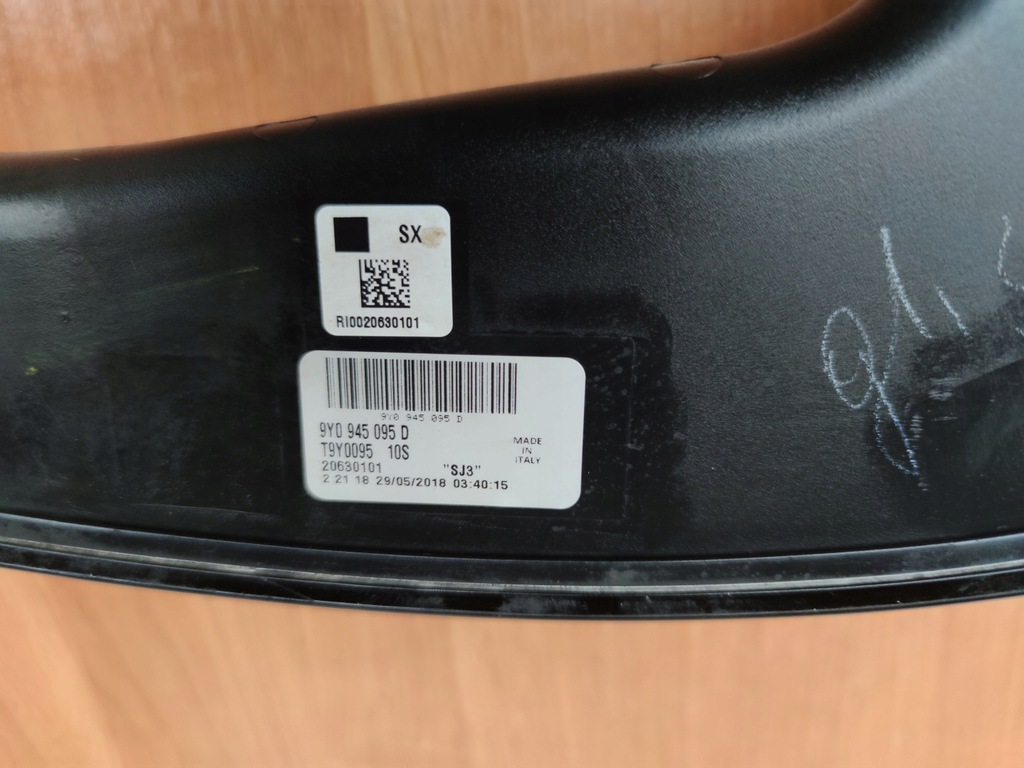 SX
RI0020630101
9Y0 945 095 D
9Y0 945 095 D
T9Y0095 10S
20630101 "SJ3"
2 21 18 29/05/2018 03:40:15
MADE
IN
ITALY